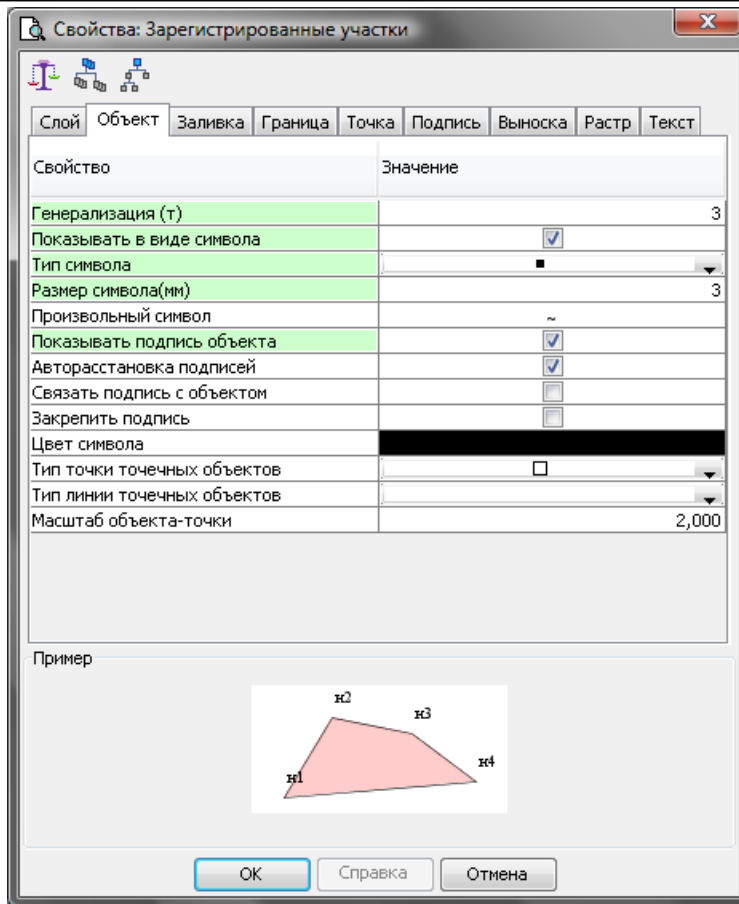 Свойства: Зарегистрированные участки
Слой Объект Заливка Граница Точка Подпись Выноска Растр Текст
Свойство Значение
Генерализация (т) 3
Показывать в виде символа
Тип символа
Размер символа(мм) 3
Произвольный символ ~
Показывать подпись объекта
Авторасстановка подписей
Связать подпись с объектом
Закрепить подпись
Цвет символа
Тип точки точечных объектов
Тип линии точечных объектов
Масштаб объекта-точки 2,000
Пример
н2
н3
н4
н1
OK Справка Отмена